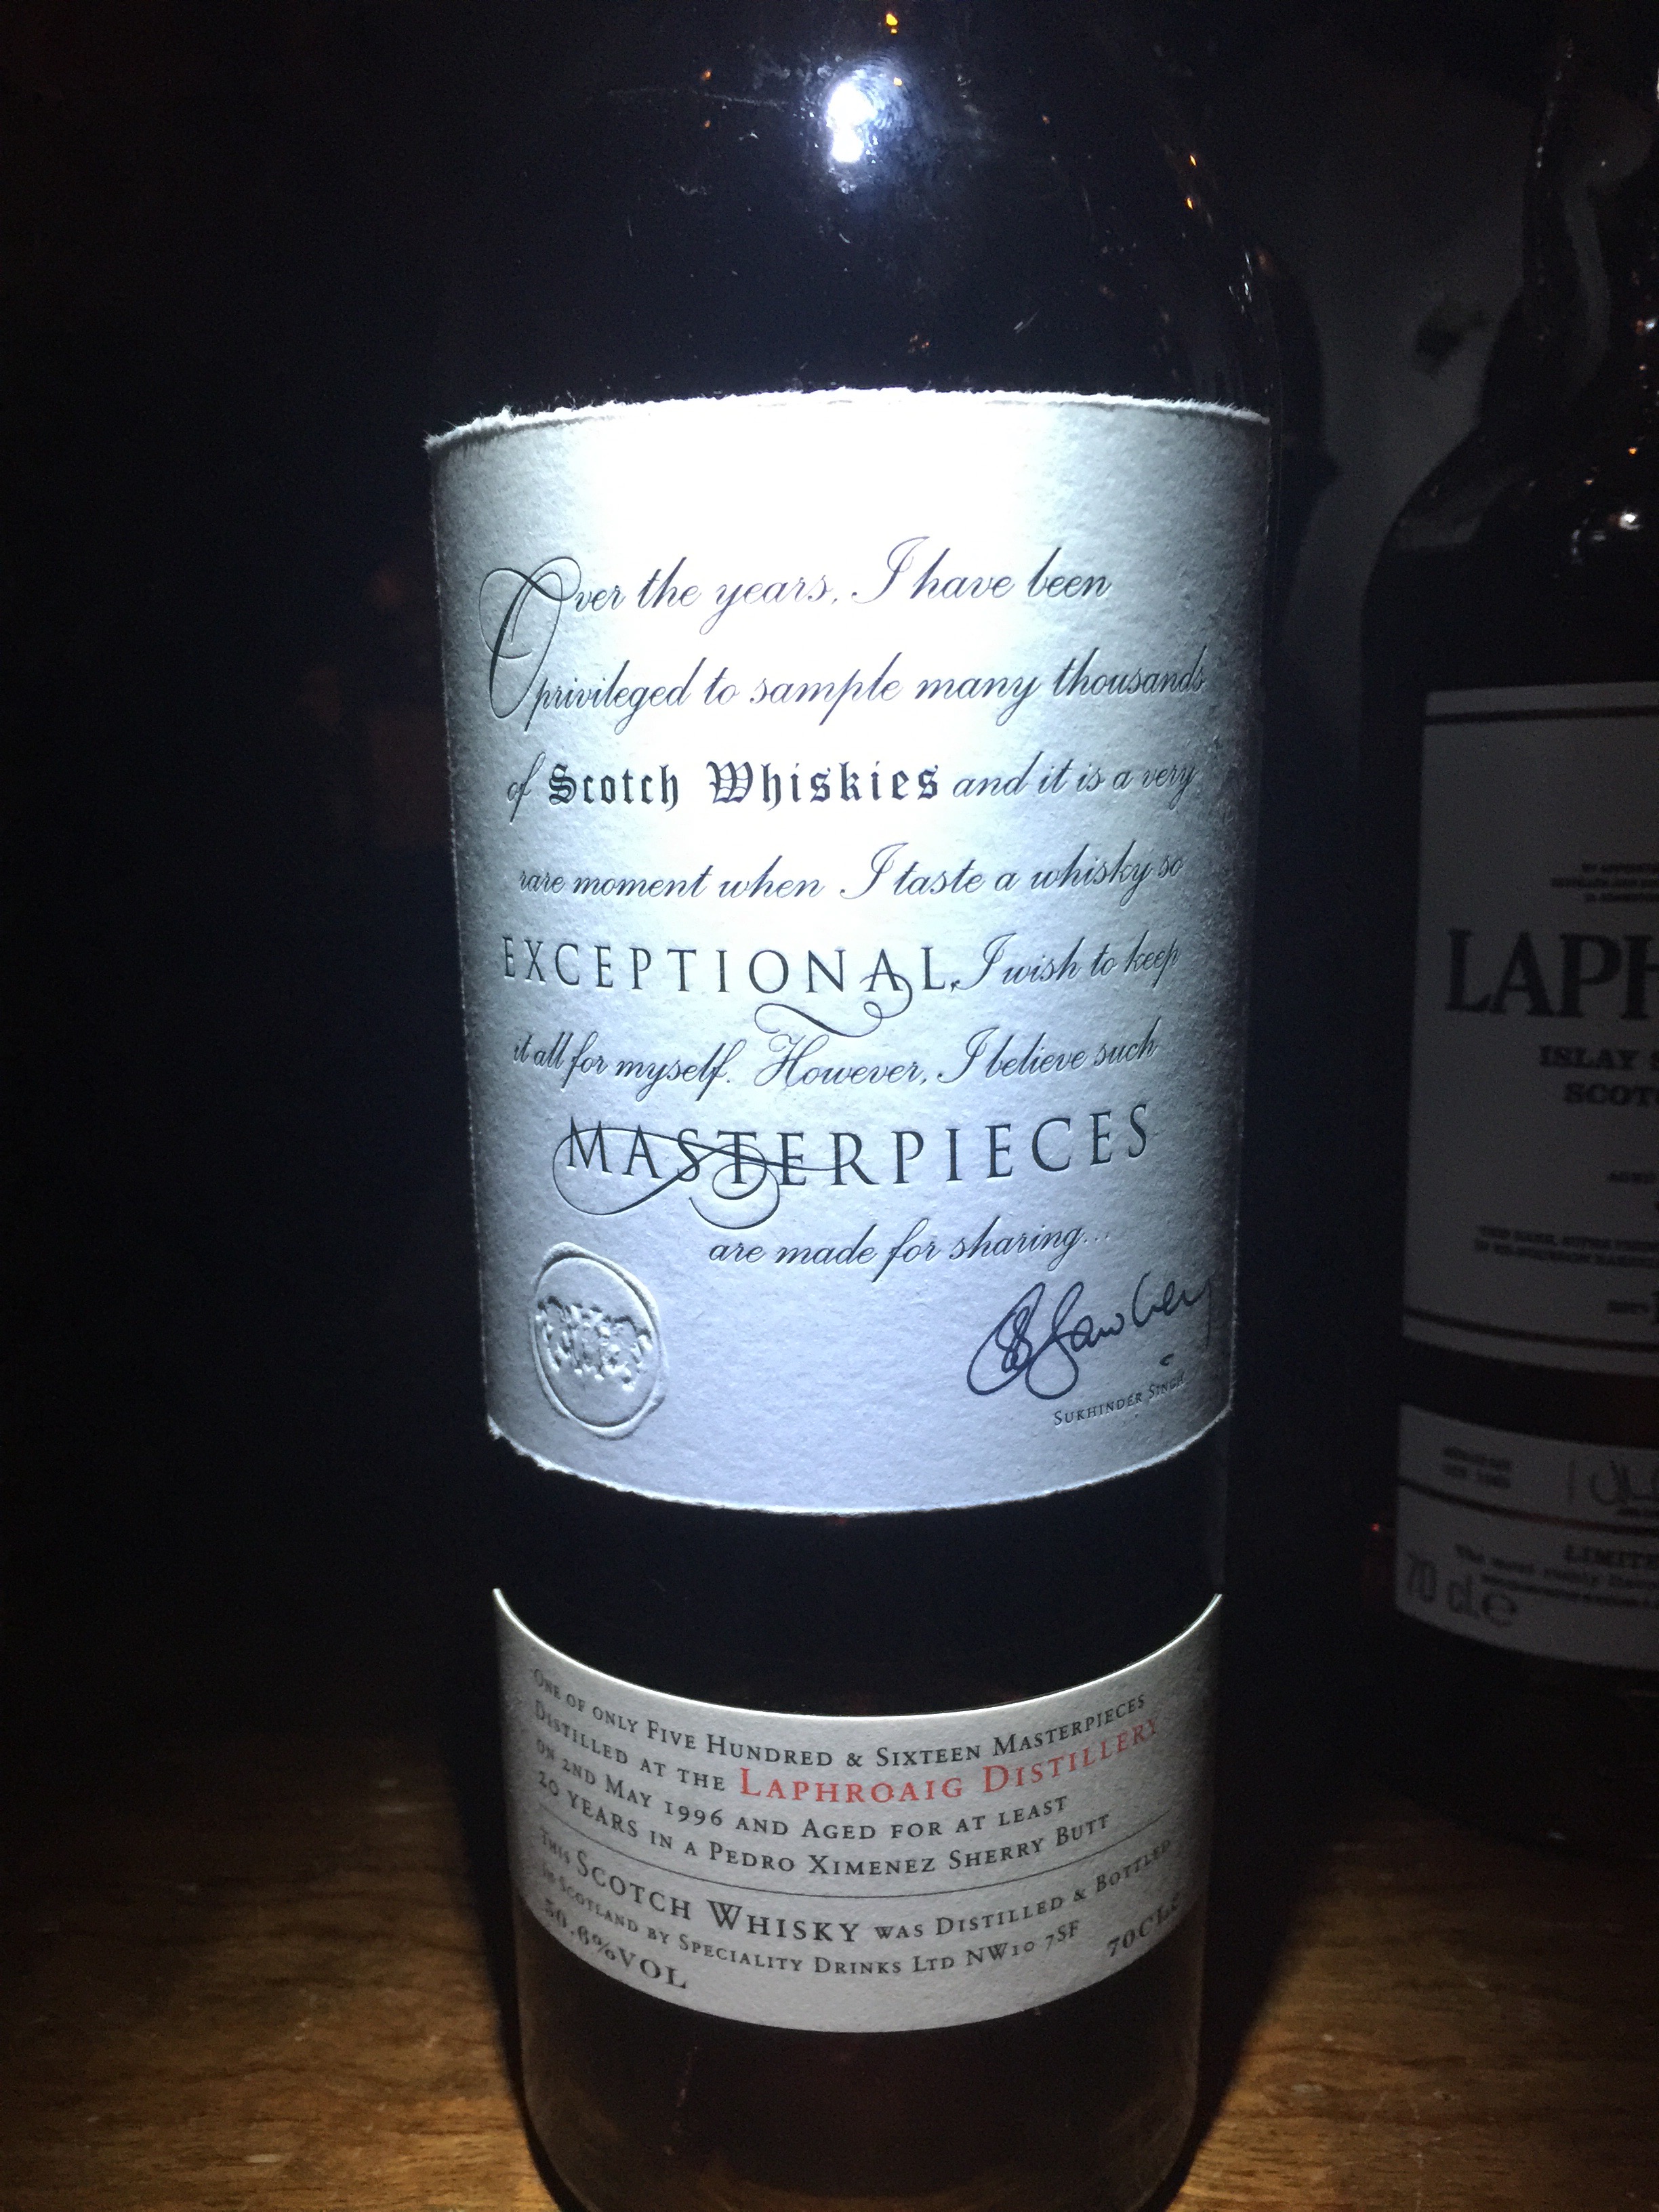 Over the years, I have been
privileged to sample many thousands
of Scotch Whiskies and it is a very
rare moment when I taste a whisky so
EXCEPTIONAL, I wish to keep
it all for myself. However, I believe such
MASTERPIECES
are made for sharing...
SUKHINDER SINGH
ONE OF ONLY FIVE HUNDRED & SIXTEEN MASTERPIECES
DISTILLED AT THE LAPHROAIG DISTILLERY
ON 2ND MAY 1996 AND AGED FOR AT LEAST
20 YEARS IN A PEDRO XIMENEZ SHERRY BUTT
THIS SCOTCH WHISKY WAS DISTILLED & BOTTLED
IN SCOTLAND BY SPECIALITY DRINKS LTD NW10 7SF
50.6%VOL 70CL
LAPH
ISLAY
SCOT
LIMITE
70 cl.e